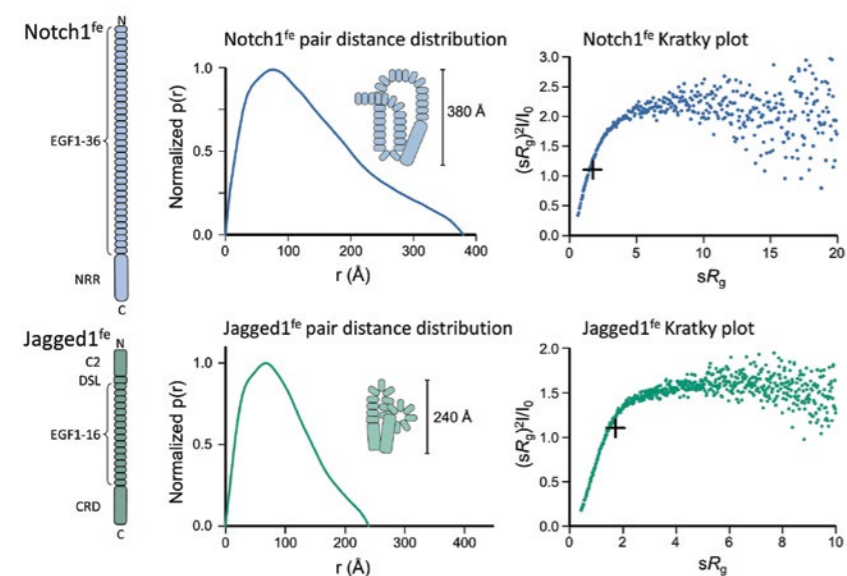 Notch1fe
N
EGF1-36
NRR
C
Notch1fe pair distance distribution
Normalized p(r)
1.0
0.5
0.0
0
100
200
300
400
r (Å)
380 Å
Notch1fe Kratky plot
(sRg)2I/I0
3.0
2.5
2.0
1.5
1.0
0.5
0.0
0
5
10
15
20
sRg
Jagged1fe
N
C2
DSL
EGF1-16
CRD
C
Jagged1fe pair distance distribution
Normalized p(r)
1.0
0.5
0.0
0
100
200
300
400
r (Å)
240 Å
Jagged1fe Kratky plot
(sRg)2I/I0
2.0
1.5
1.0
0.5
0.0
0
2
4
6
8
10
sRg